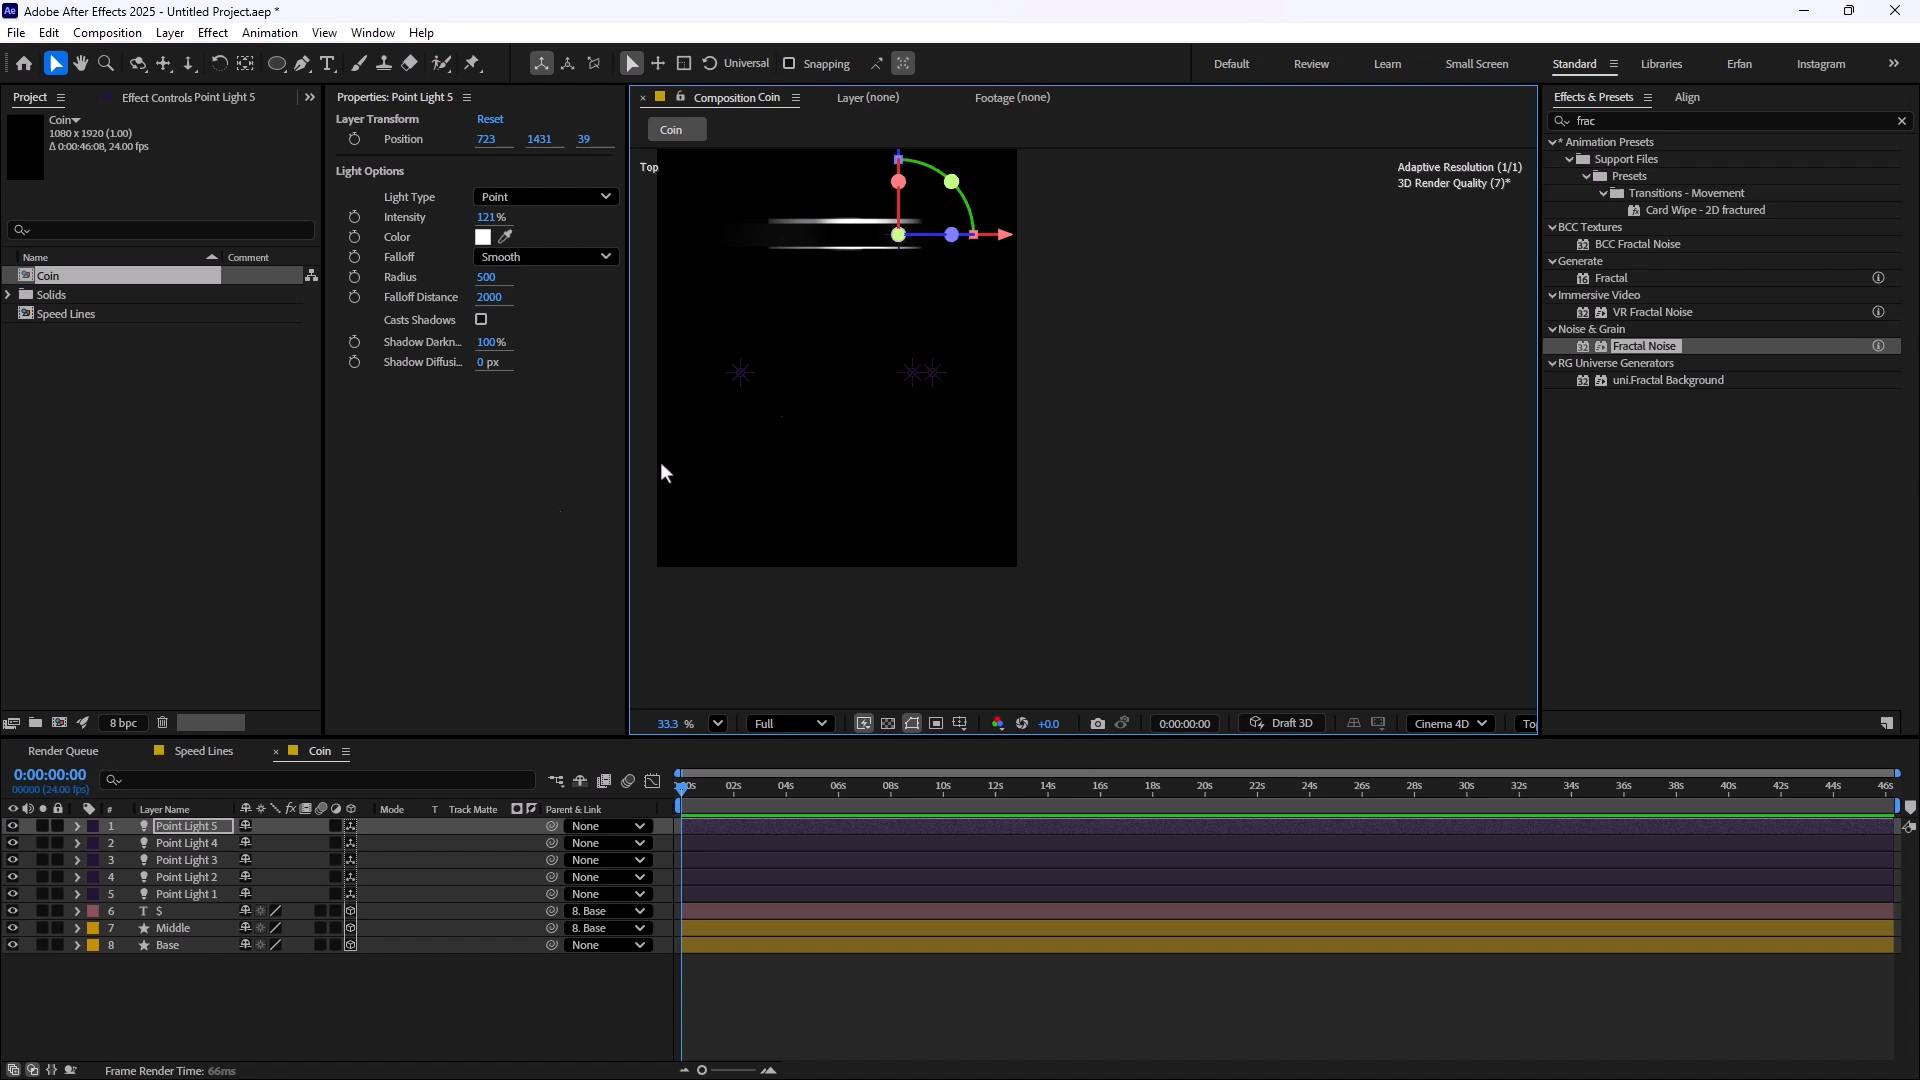 Adobe After Effects 2025 - Untitled Project.aep *
File Edit Composition Layer Effect Animation View Window Help
Universal Snapping Default Review Learn Small Screen Standard Libraries Erfan Instagram
Project Effect Controls Point Light 5
Coin
1080 x 1920 (1.00)
Δ 0:00:46:08, 24.00 fps
Name Comment
Coin
Solids
Speed Lines
8 bpc
Properties: Point Light 5
Layer Transform Reset
Position 723 1431 39
Light Options
Light Type Point
Intensity 121%
Color
Falloff Smooth
Radius 500
Falloff Distance 2000
Casts Shadows
Shadow Darkn... 100%
Shadow Diffusi... 0 px
Composition Coin Layer (none) Footage (none)
Coin
Top
Adaptive Resolution (1/1)
3D Render Quality (7)*
33.3 % Full +0.0 0:00:00:00 Draft 3D Cinema 4D To
Effects & Presets Align
frac
* Animation Presets
Support Files
Presets
Transitions - Movement
Card Wipe - 2D fractured
BCC Textures
BCC Fractal Noise
Generate
Fractal
Immersive Video
VR Fractal Noise
Noise & Grain
Fractal Noise
RG Universe Generators
uni.Fractal Background
Render Queue Speed Lines Coin
0:00:00:00
00000 (24.00 fps)
# Layer Name Mode T Track Matte Parent & Link
:00s 02s 04s 06s 08s 10s 12s 14s 16s 18s 20s 22s 24s 26s 28s 30s 32s 34s 36s 38s 40s 42s 44s 46s
1 Point Light 5 None
2 Point Light 4 None
3 Point Light 3 None
4 Point Light 2 None
5 Point Light 1 None
6 T $ 8. Base
7 Middle 8. Base
8 Base None
Frame Render Time: 66ms